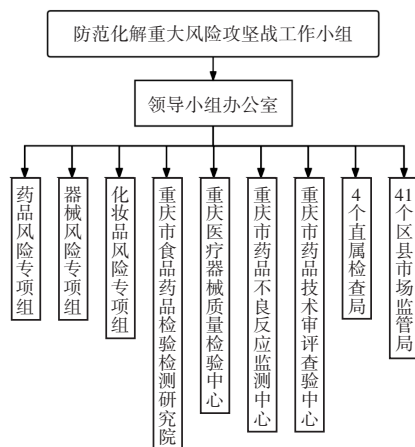 防范化解重大风险攻坚战工作小组
领导小组办公室
药品风险专项组
器械风险专项组
化妆品风险专项组
重庆市食品药品检验检测研究院
重庆医疗器械质量检验中心
重庆市药品不良反应监测中心
重庆市药品技术审评查验中心
4个直属检查局
41个区县市场监管局